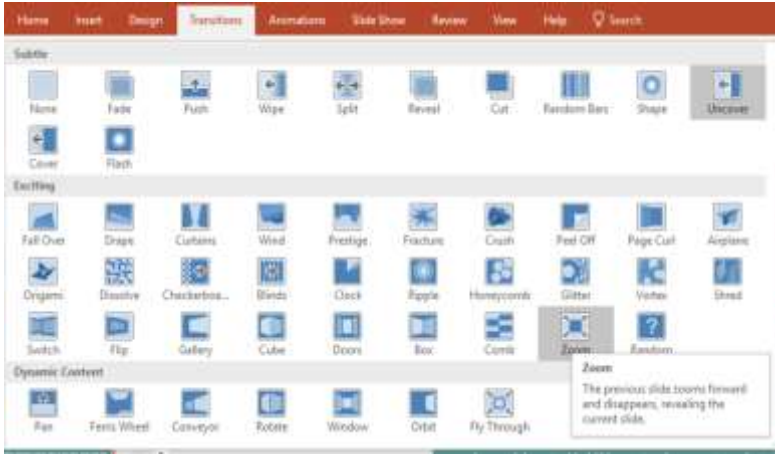 Home Insert Design Transitions Animations Slide Show Review View Help Search
Subtle
None Fade Push Wipe Split Reveal Cut Random Bars Shape Uncover
Cover Flash
Exciting
Fall Over Drape Curtains Wind Prestige Fracture Crush Peel Off Page Curl Airplane
Origami Dissolve Checkerboa... Blinds Clock Ripple Honeycomb Glitter Vortex Shred
Switch Flip Gallery Cube Doors Box Comb Zoom Random
Dynamic Content
Pan Ferris Wheel Conveyor Rotate Window Orbit Fly Through
Zoom
The previous slide zooms forward
and disappears, revealing the
current slide.